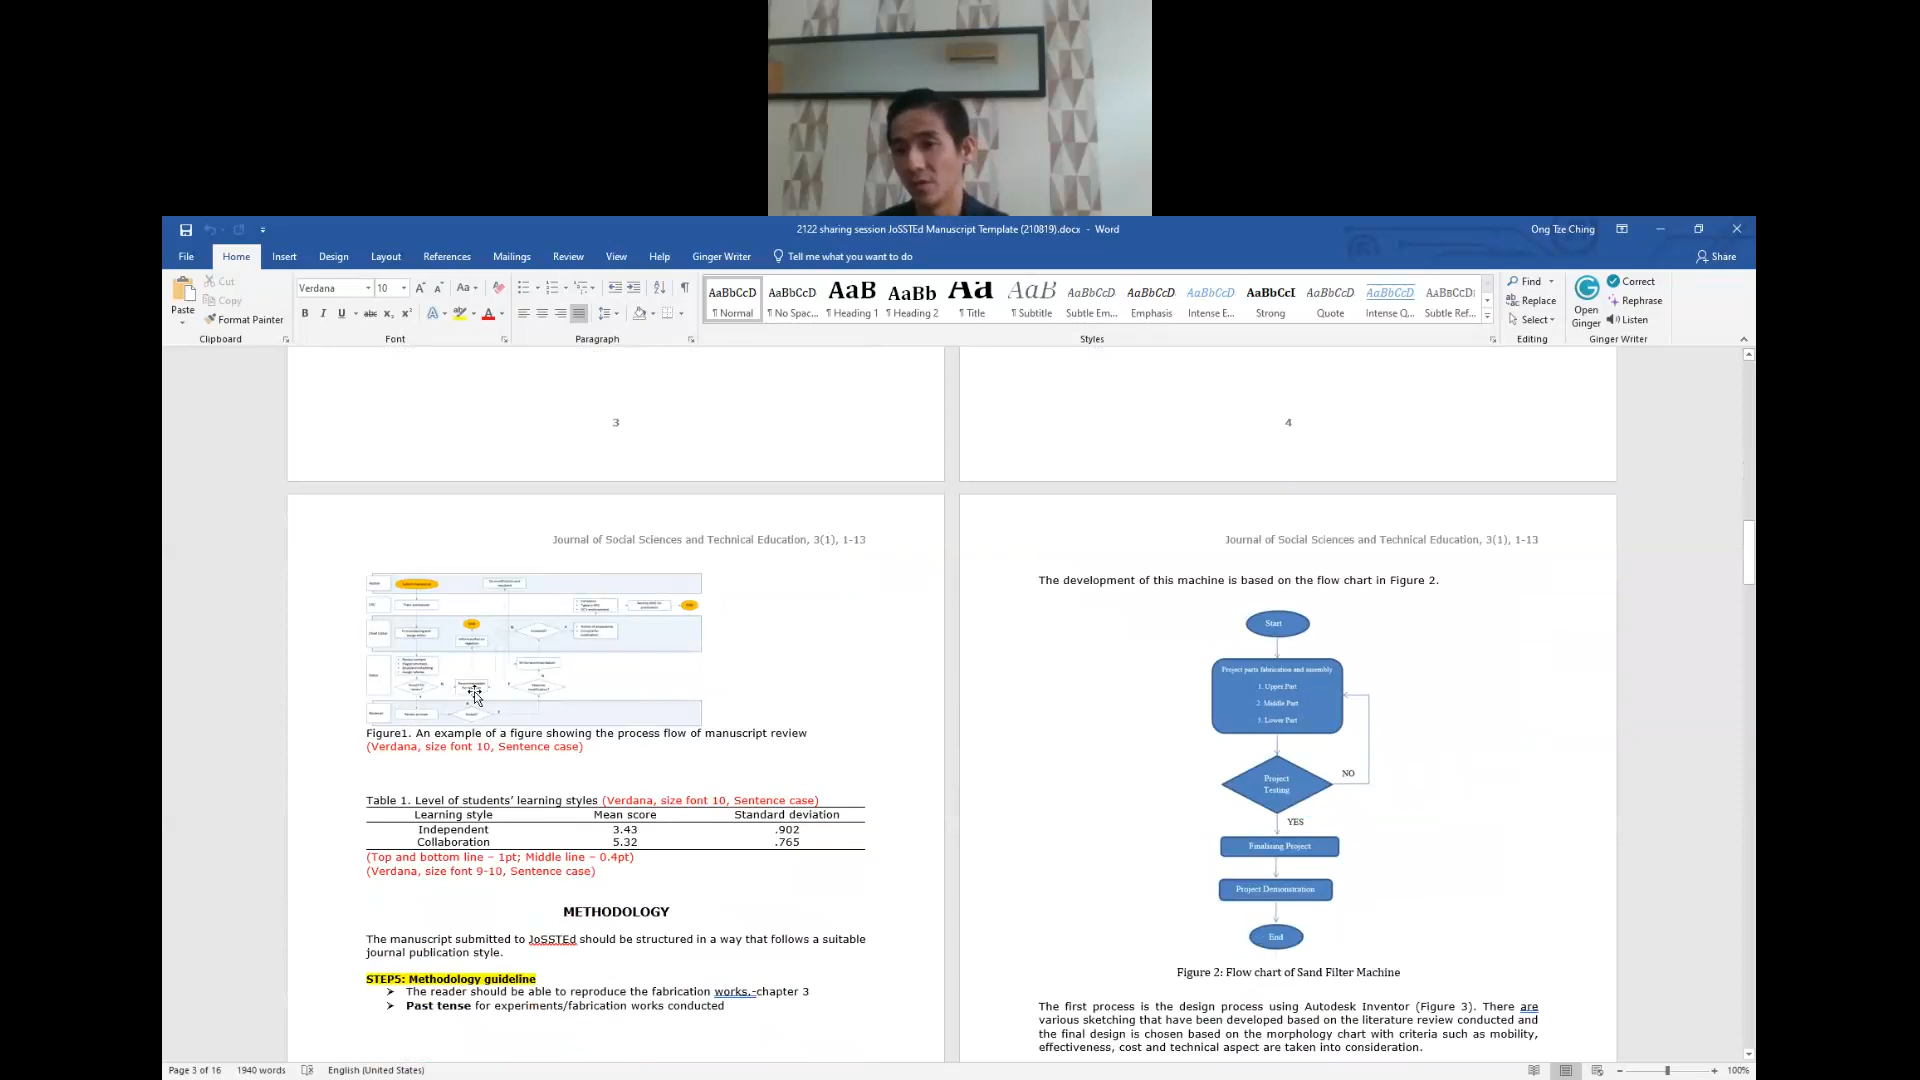 2122 sharing session JoSSTEd Manuscript Template (210819).docx - Word
Ong Tze Ching
File Home Insert Design Layout References Mailings Review View Help Ginger Writer Tell me what you want to do
Share
Cut
Copy
Paste
Format Painter
Clipboard
Verdana 10
Font
Paragraph
AaBbCcD AaBbCcD AaB AaBb AaB AaBbCcD AaBbCcD AaBbCcD AaBbCcI AaBbCcD AaBbCcD AaBbCcD
¶ Normal ¶ No Spac... ¶ Heading 1 ¶ Heading 2 ¶ Title ¶ Subtitle Subtle Em... Emphasis Intense E... Strong Quote Intense Q... Subtle Ref...
Styles
Find
Replace
Select
Editing
Open Ginger
Correct
Rephrase
Listen
Ginger Writer
3
4
Journal of Social Sciences and Technical Education, 3(1), 1-13
Figure1. An example of a figure showing the process flow of manuscript review
(Verdana, size font 10, Sentence case)
Table 1. Level of students’ learning styles (Verdana, size font 10, Sentence case)
Learning style Mean score Standard deviation
Independent 3.43 .902
Collaboration 5.32 .765
(Top and bottom line – 1pt; Middle line – 0.4pt)
(Verdana, size font 9-10, Sentence case)
METHODOLOGY
The manuscript submitted to JoSSTEd should be structured in a way that follows a suitable
journal publication style.
STEP5: Methodology guideline
➢ The reader should be able to reproduce the fabrication works.-chapter 3
➢ Past tense for experiments/fabrication works conducted
Journal of Social Sciences and Technical Education, 3(1), 1-13
The development of this machine is based on the flow chart in Figure 2.
Start
Project parts fabrication and assembly
1. Upper Part
2. Middle Part
3. Lower Part
NO
Project
Testing
YES
Finalising Project
Project Demonstration
End
Figure 2: Flow chart of Sand Filter Machine
The first process is the design process using Autodesk Inventor (Figure 3). There are
various sketching that have been developed based on the literature review conducted and
the final design is chosen based on the morphology chart with criteria such as mobility,
effectiveness, cost and technical aspect are taken into consideration.
Page 3 of 16 1940 words English (United States)
100%